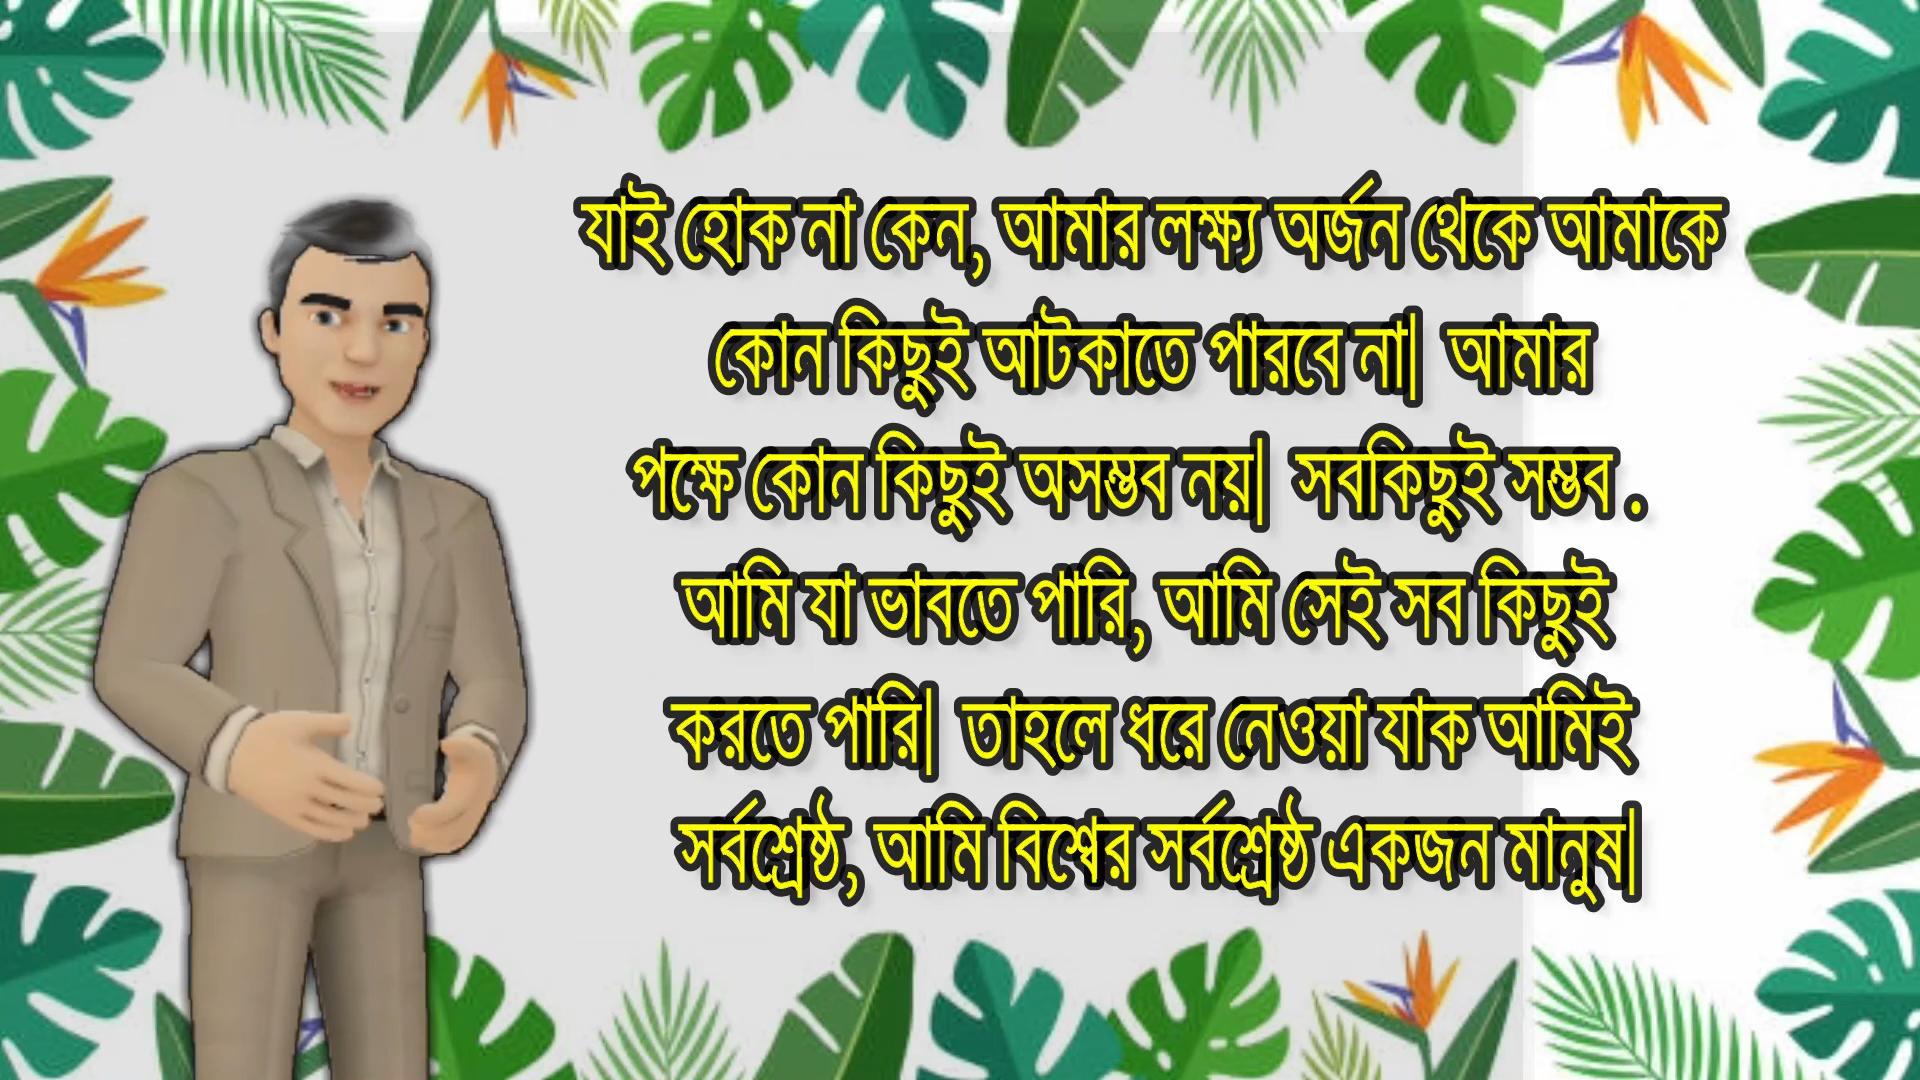 যাই হোক না কেন, আমার লক্ষ্য অর্জন থেকে আমাকে
কোন কিছুই আটকাতে পারবে না| আমার
পক্ষে কোন কিছুই অসম্ভব নয়| সবকিছুই সম্ভব .
আমি যা ভাবতে পারি, আমি সেই সব কিছুই
করতে পারি| তাহলে ধরে নেওয়া যাক আমিই
সর্বশ্রেষ্ঠ, আমি বিশ্বের সর্বশ্রেষ্ঠ একজন মানুষ|